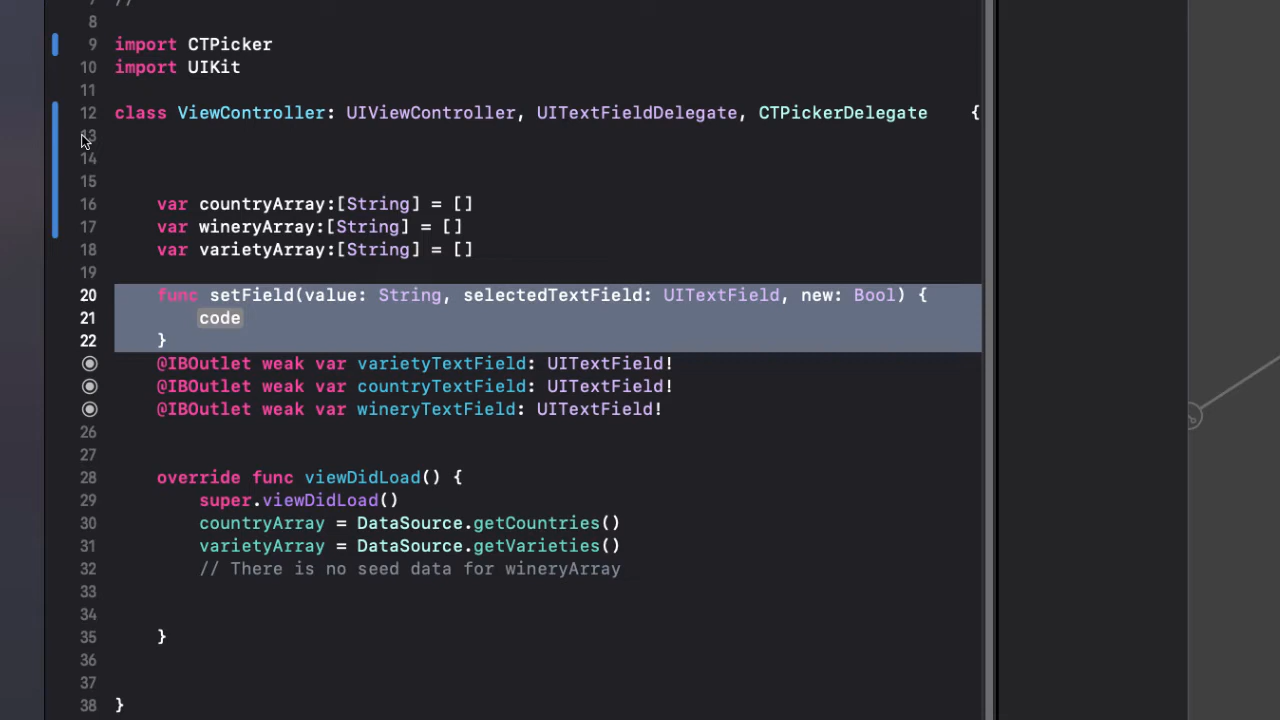 7 //
8
9 import CTPicker
10 import UIKit
11
12 class ViewController: UIViewController, UITextFieldDelegate, CTPickerDelegate {
13
14
15
16 var countryArray:[String] = []
17 var wineryArray:[String] = []
18 var varietyArray:[String] = []
19
20 func setField(value: String, selectedTextField: UITextField, new: Bool) {
21 code
22 }
@IBOutlet weak var varietyTextField: UITextField!
@IBOutlet weak var countryTextField: UITextField!
@IBOutlet weak var wineryTextField: UITextField!
26
27
28 override func viewDidLoad() {
29 super.viewDidLoad()
30 countryArray = DataSource.getCountries()
31 varietyArray = DataSource.getVarieties()
32 // There is no seed data for wineryArray
33
34
35 }
36
37
38 }